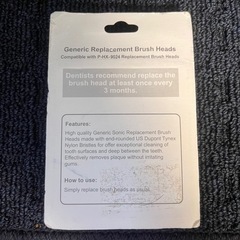 Generic Replacement Brush Heads
Compatible with P-HX-9024 Replacement Brush Heads
Dentists recommend replace the
brush head at least once every
3 months.
Features:
High quality Generic Sonic Replacement Brush
Heads made with end-rounded US Dupont Tynex
Nylon Bristles for offer exceptional cleaning of
tooth surfaces and deep between the teeth.
Effectively removes plaque without irritating
gums.
How to use:
Simply replace brush heads as usual.